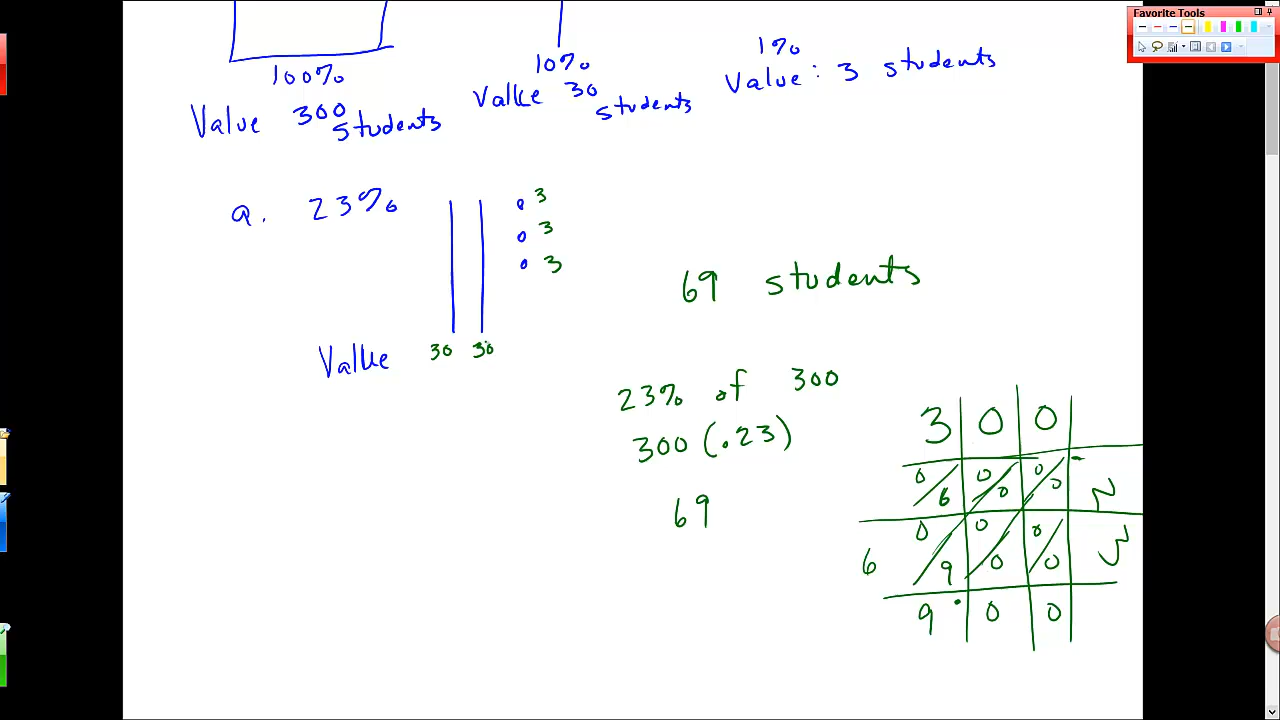 Favorite Tools
100%
Value 300 students
10%
Value 30 students
1%
Value: 3 students
a. 23%
3
3
3
Value 30 30
69 students
23% of 300
300 (.23)
69
3 0 0
0 6 0 0 0 0 2
6 0 9 0 0 0 0 3
9 . 0 0